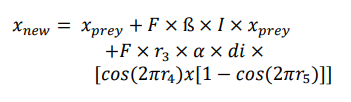 x_new = x_prey + F × ß × I × x_prey
+F × r_3 × α × di ×
[cos(2πr_4)x[1 − cos(2πr_5)]]